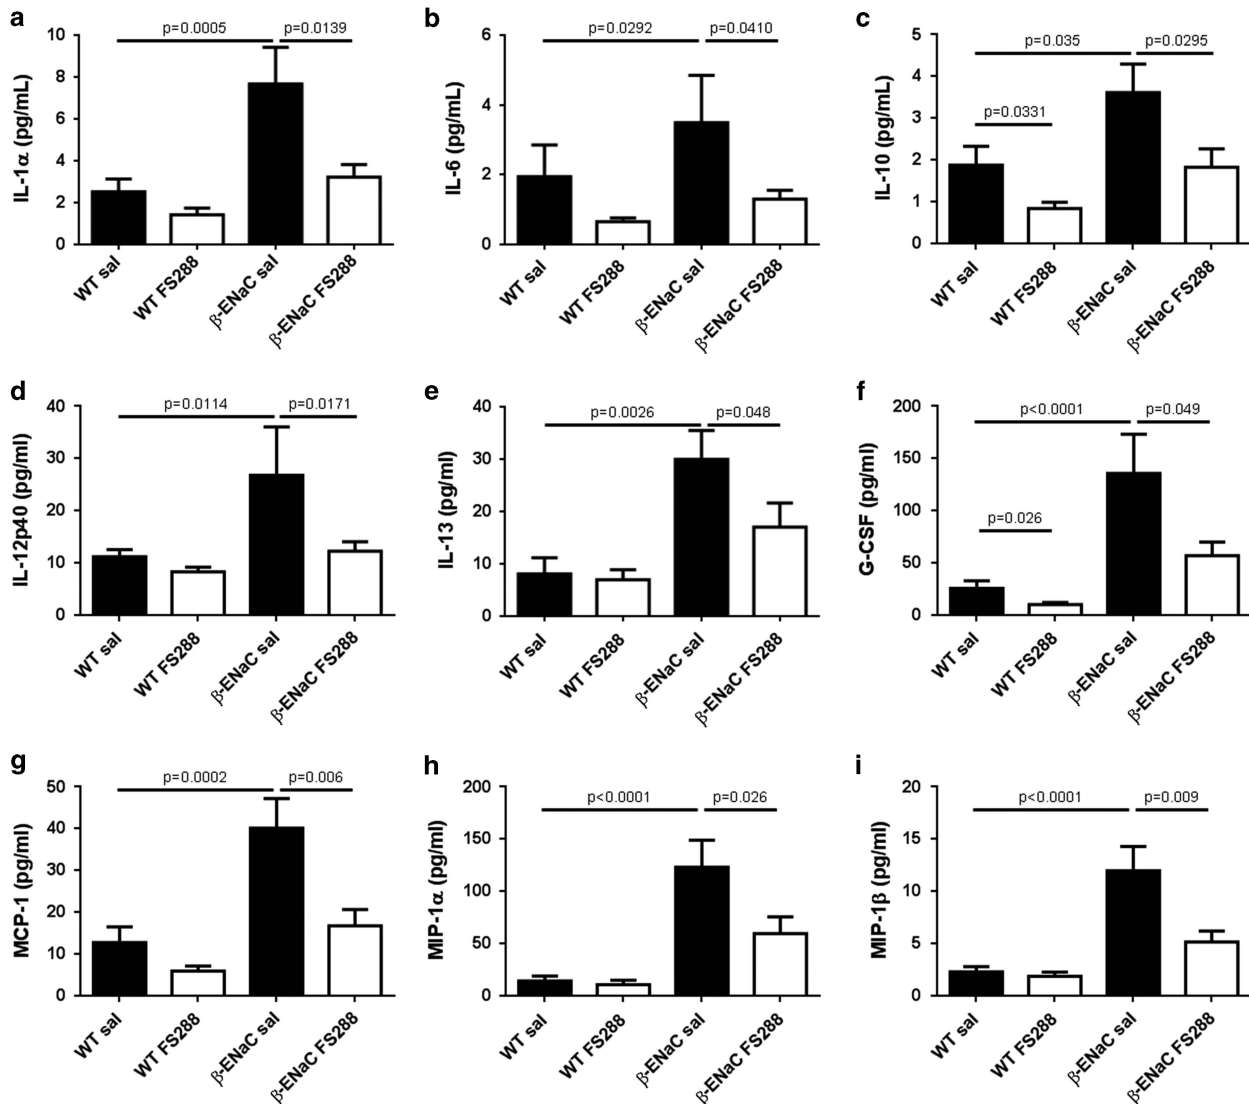 a
p=0.0005
p=0.0139
IL-1α (pg/mL)
10
8
6
4
2
0
WT sal
WT FS288
β-ENaC sal
β-ENaC FS288
b
p=0.0292
p=0.0410
IL-6 (pg/mL)
6
4
2
0
WT sal
WT FS288
β-ENaC sal
β-ENaC FS288
c
p=0.035
p=0.0295
p=0.0331
IL-10 (pg/mL)
5
4
3
2
1
0
WT sal
WT FS288
β-ENaC sal
β-ENaC FS288
d
p=0.0114
p=0.0171
IL-12p40 (pg/ml)
40
30
20
10
0
WT sal
WT FS288
β-ENaC sal
β-ENaC FS288
e
p=0.0026
p=0.048
IL-13 (pg/ml)
40
30
20
10
0
WT sal
WT FS288
β-ENaC sal
β-ENaC FS288
f
p<0.0001
p=0.049
p=0.026
G-CSF (pg/ml)
200
150
100
50
0
WT sal
WT FS288
β-ENaC sal
β-ENaC FS288
g
p=0.0002
p=0.006
MCP-1 (pg/ml)
50
40
30
20
10
0
WT sal
WT FS288
β-ENaC sal
β-ENaC FS288
h
p<0.0001
p=0.026
MIP-1α (pg/ml)
200
150
100
50
0
WT sal
WT FS288
β-ENaC sal
β-ENaC FS288
i
p<0.0001
p=0.009
MIP-1β (pg/ml)
20
15
10
5
0
WT sal
WT FS288
β-ENaC sal
β-ENaC FS288